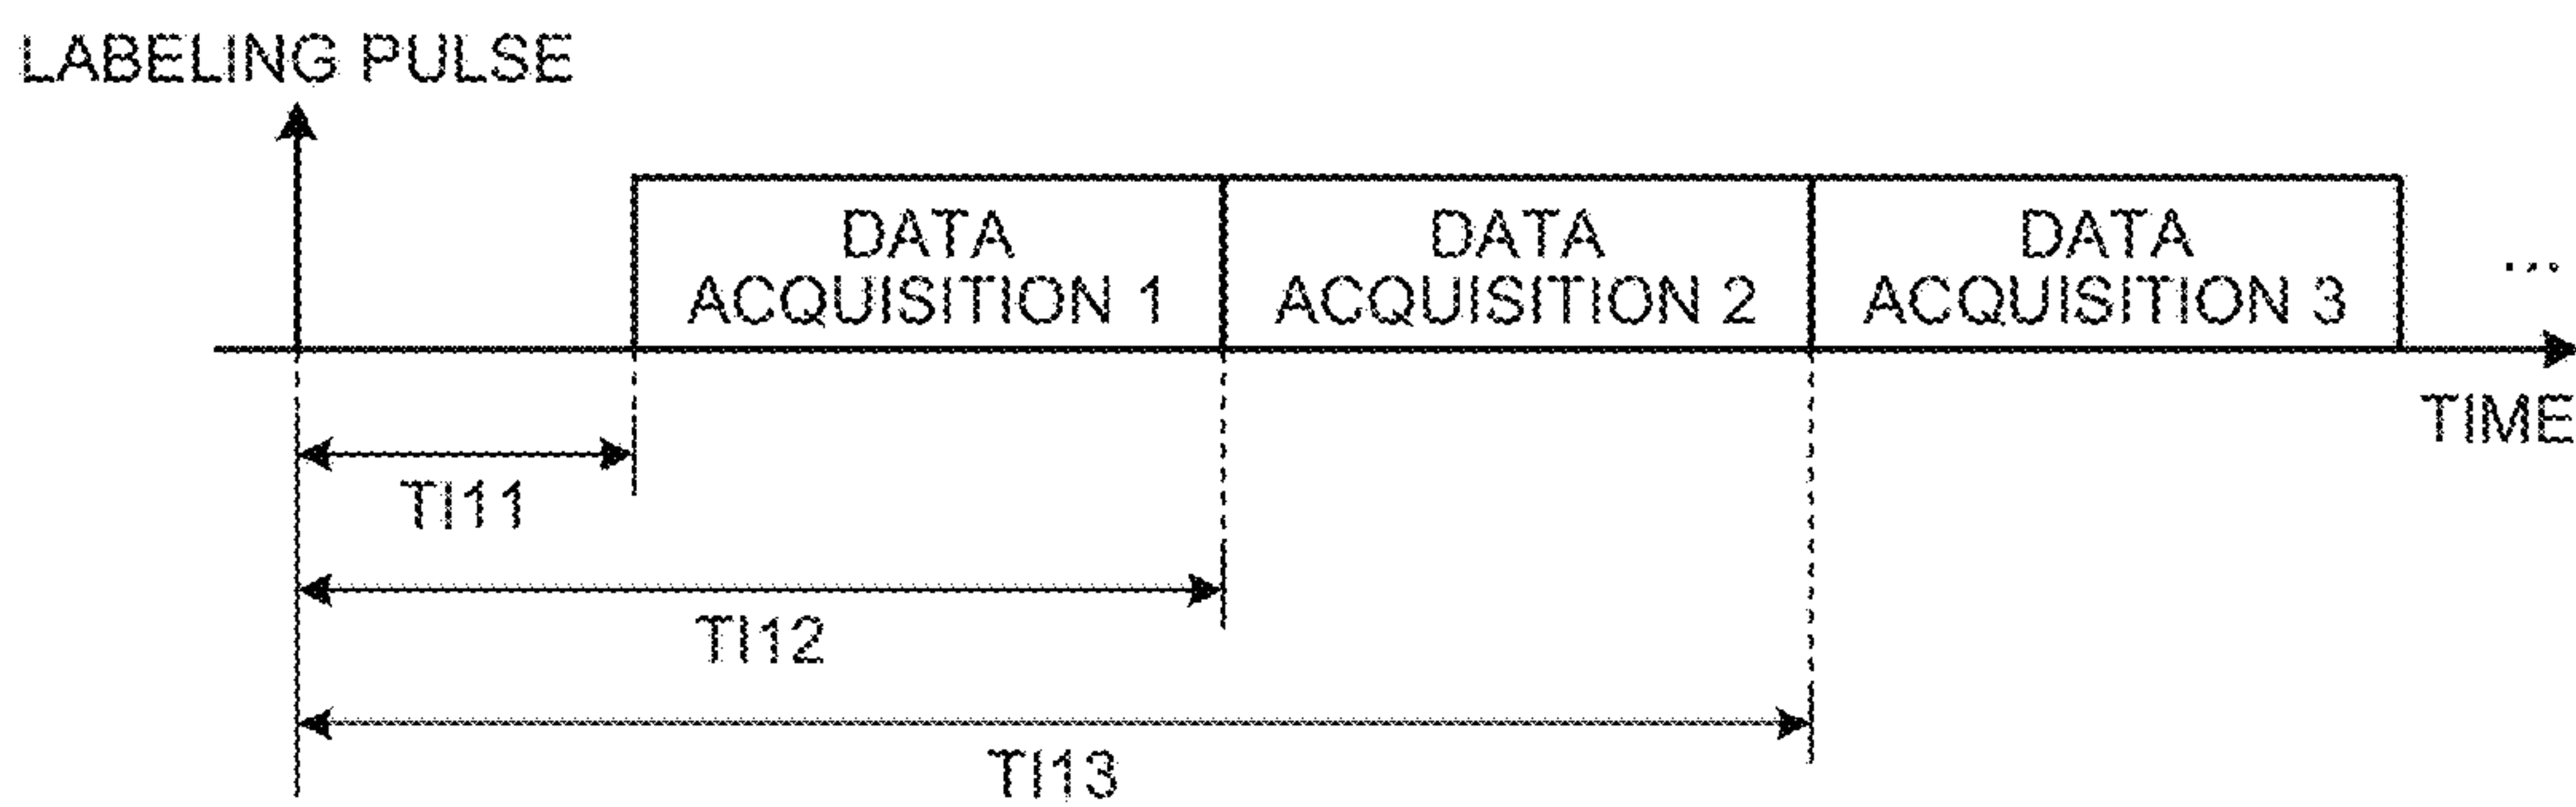 LABELING PULSE
DATA
ACQUISITION 1
DATA
ACQUISITION 2
DATA
ACQUISITION 3
...
TIME
TI11
TI12
TI13